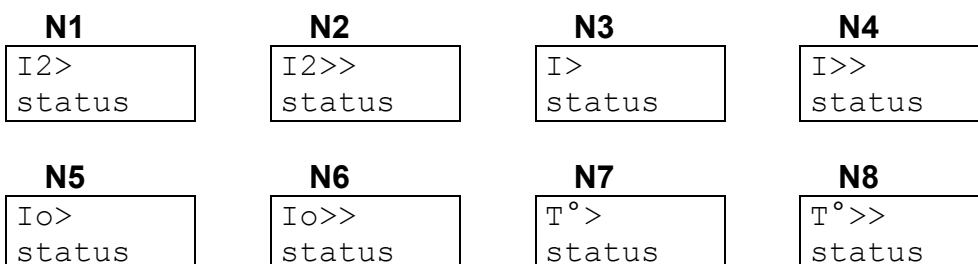 N1 N2 N3 N4
I2> I2>> I> I>>
status status status status
N5 N6 N7 N8
Io> Io>> T°> T°>>
status status status status